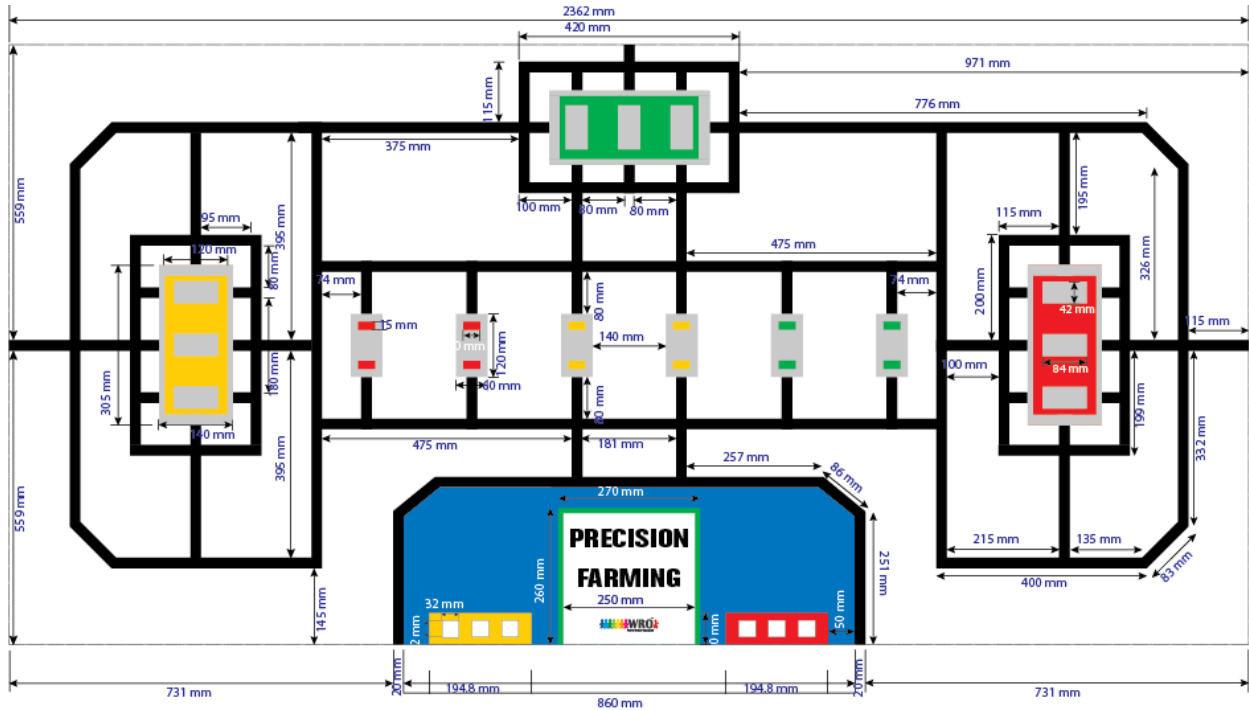 2362 mm
420 mm
971 mm
115 mm
776 mm
375 mm
559 mm
100 mm
80 mm
80 mm
195 mm
95 mm
395 mm
115 mm
475 mm
326 mm
120 mm
80 mm
74 mm
80 mm
74 mm
200 mm
42 mm
15 mm
140 mm
115 mm
120 mm
100 mm
84 mm
305 mm
180 mm
60 mm
199 mm
140 mm
475 mm
181 mm
395 mm
257 mm
86 mm
332 mm
270 mm
559 mm
PRECISION
FARMING
260 mm
250 mm
251 mm
215 mm
135 mm
83 mm
400 mm
145 mm
32 mm
WRO
50 mm
731 mm
20 mm
194.8 mm
860 mm
194.8 mm
20 mm
731 mm